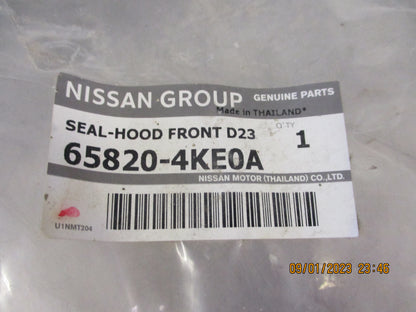 NISSAN GROUP GENUINE PARTS
Made in THAILAND*
SEAL-HOOD FRONT D23
Q'TY
1
65820-4KE0A
NISSAN MOTOR (THAILAND) CO.,LTD.
U1NMT204
09/01/2023 23:46